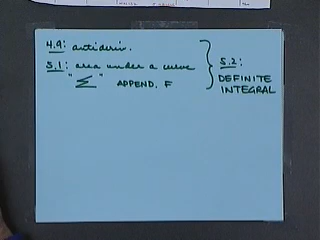 4.9: antideriv.
5.1: area under a curve
"Σ" APPEND. F
5.2:
DEFINITE
INTEGRAL